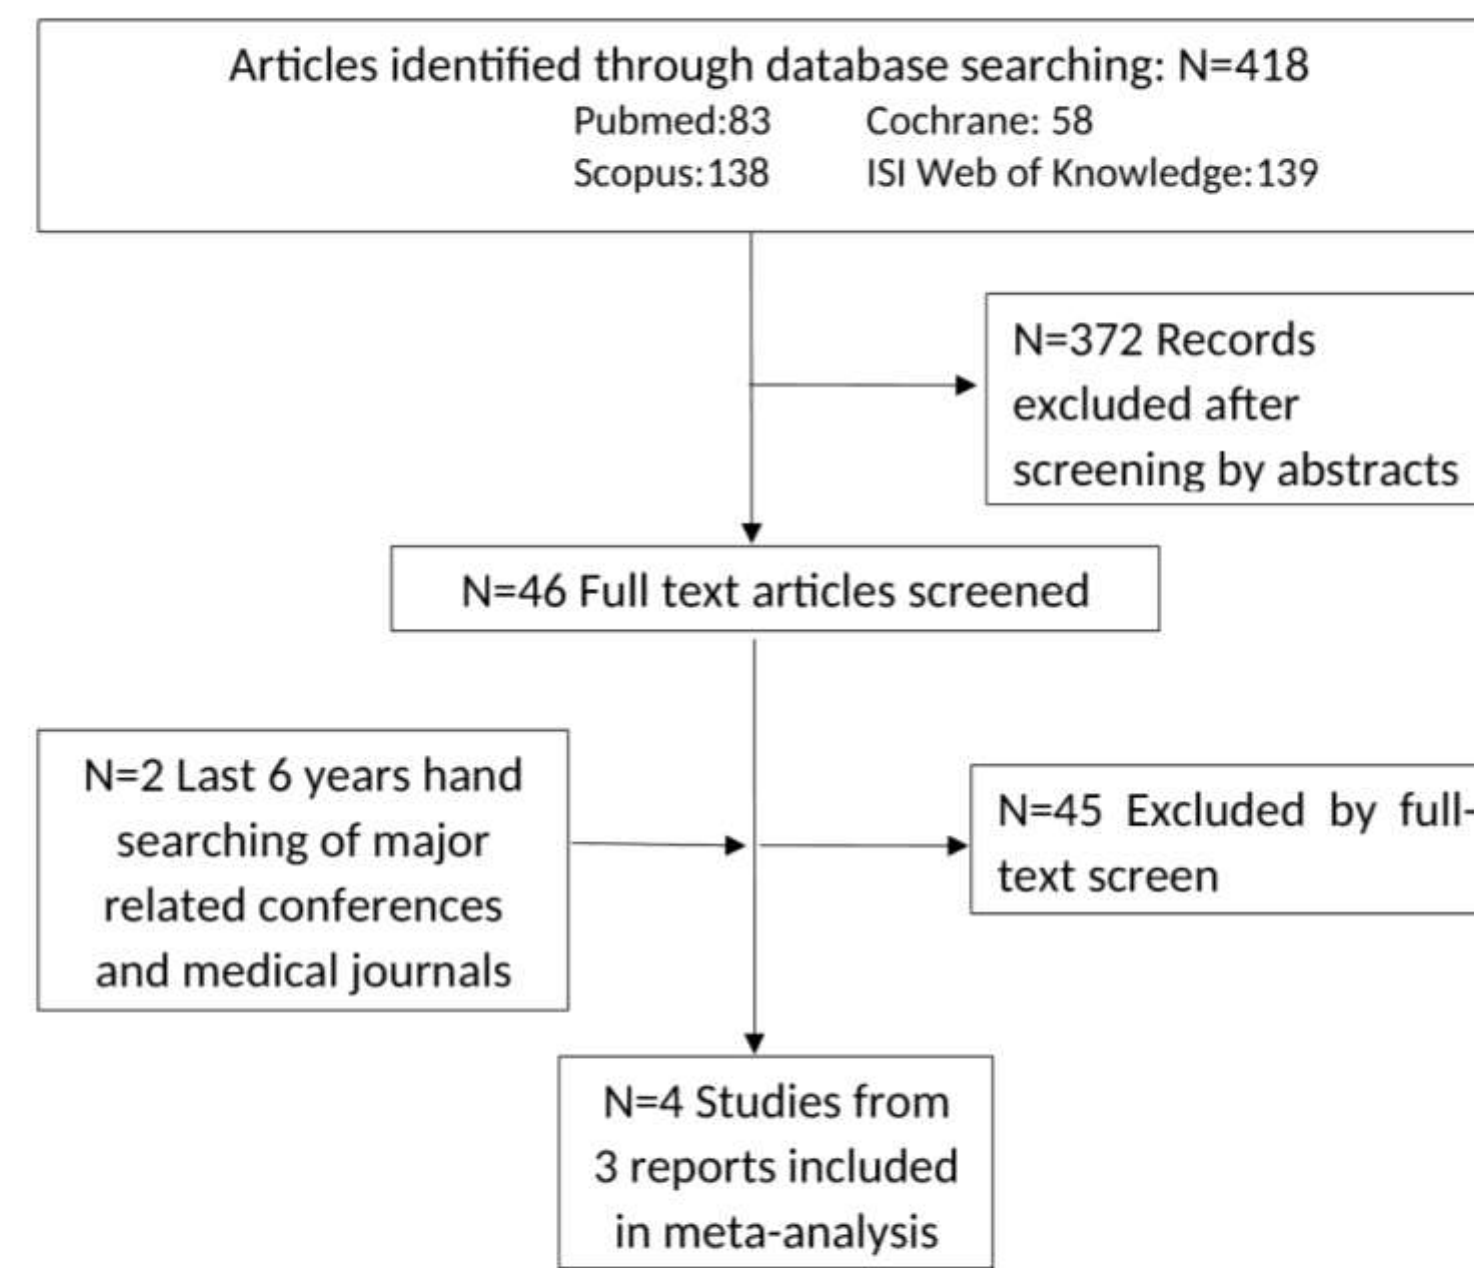 Articles identified through database searching: N=418
Pubmed:83 Cochrane: 58
Scopus:138 ISI Web of Knowledge:139
N=372 Records
excluded after
screening by abstracts
N=46 Full text articles screened
N=2 Last 6 years hand
searching of major
related conferences
and medical journals
N=45 Excluded by full-
text screen
N=4 Studies from
3 reports included
in meta-analysis